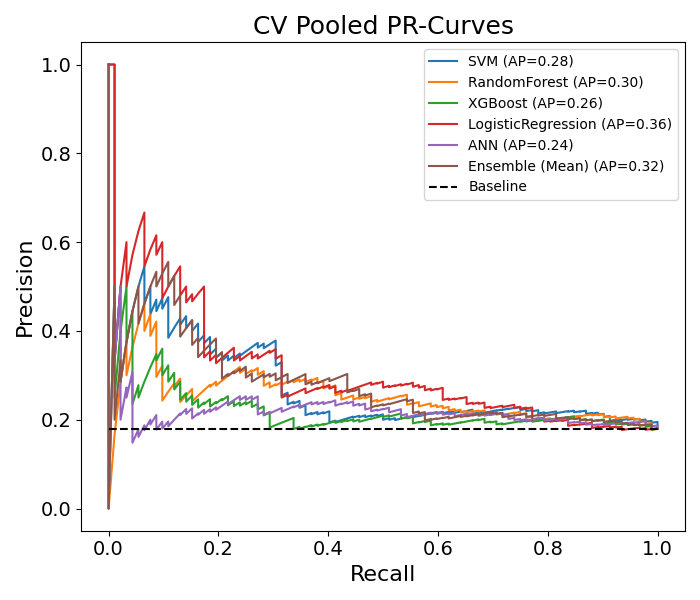 CV Pooled PR-Curves
SVM (AP=0.28)
RandomForest (AP=0.30)
XGBoost (AP=0.26)
LogisticRegression (AP=0.36)
ANN (AP=0.24)
Ensemble (Mean) (AP=0.32)
Baseline
Precision
1.0
0.8
0.6
0.4
0.2
0.0
0.0 0.2 0.4 0.6 0.8 1.0
Recall